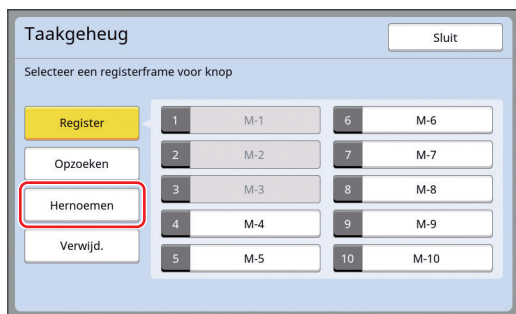 Taakgeheug
Sluit
Selecteer een registerframe voor knop
Register
Opzoeken
Hernoemen
Verwijd.
1 M-1
2 M-2
3 M-3
4 M-4
5 M-5
6 M-6
7 M-7
8 M-8
9 M-9
10 M-10